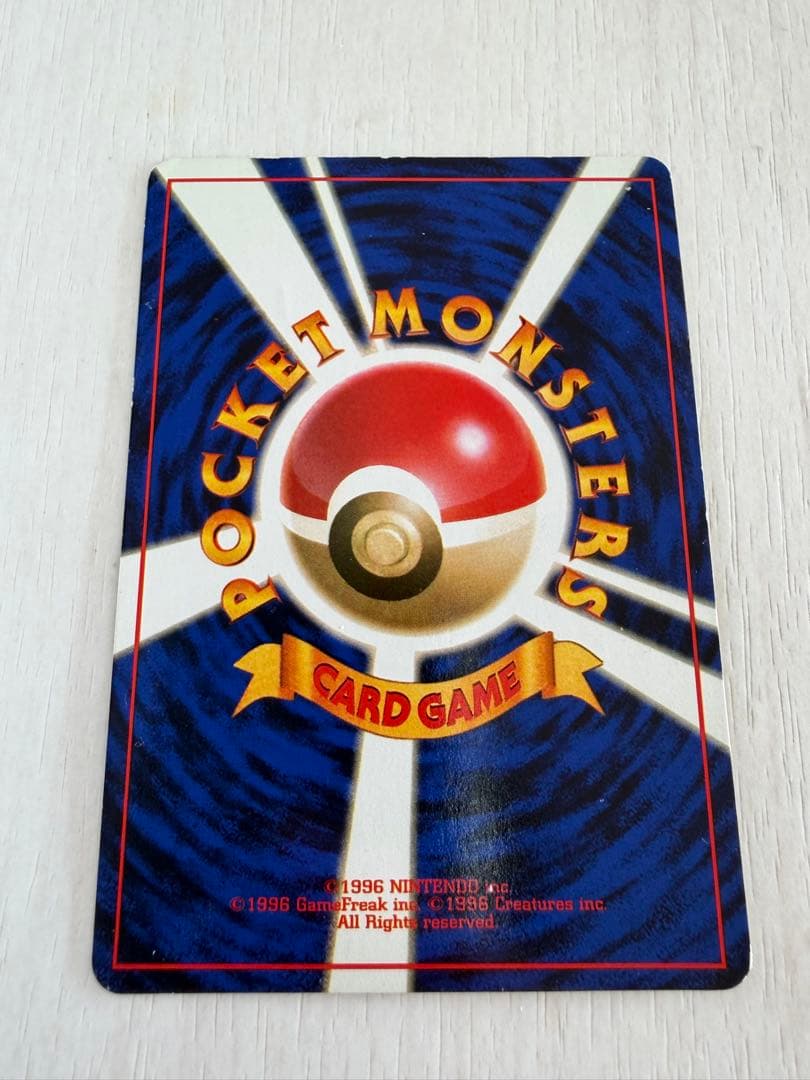 POCKET MONSTERS
CARD GAME
©1996 NINTENDO inc.
©1996 GameFreak inc. ©1996 Creatures inc.
All Rights reserved.